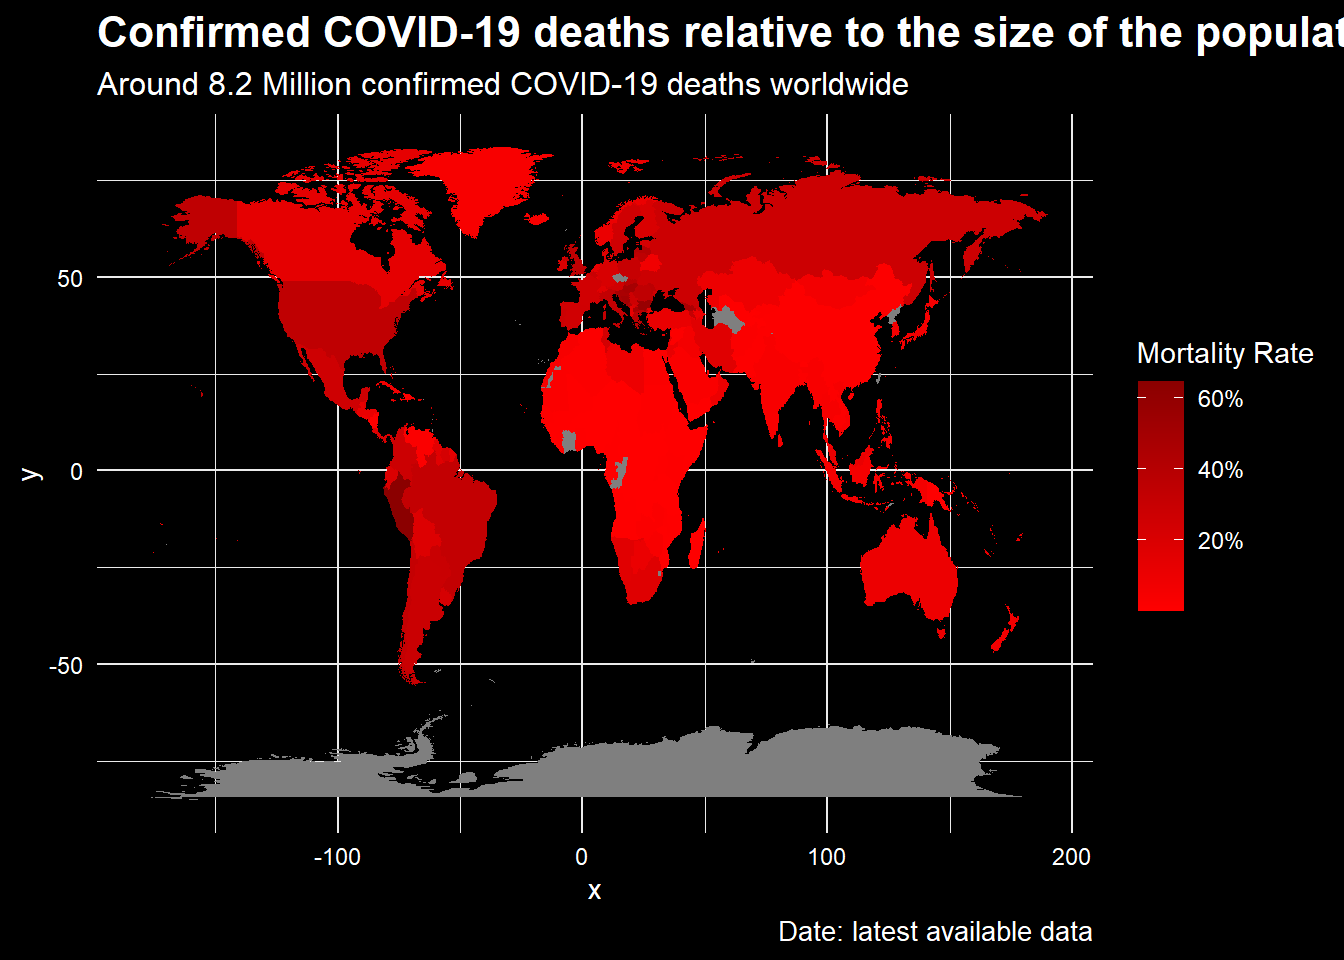 Confirmed COVID-19 deaths relative to the size of the populat
Around 8.2 Million confirmed COVID-19 deaths worldwide
50
0
-50
y
-100 0 100 200
x
Mortality Rate
60%
40%
20%
Date: latest available data